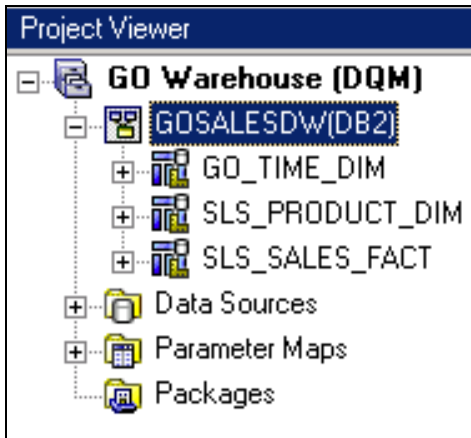 Project Viewer
GO Warehouse (DQM)
GOSALESDW(DB2)
GO_TIME_DIM
SLS_PRODUCT_DIM
SLS_SALES_FACT
Data Sources
Parameter Maps
Packages